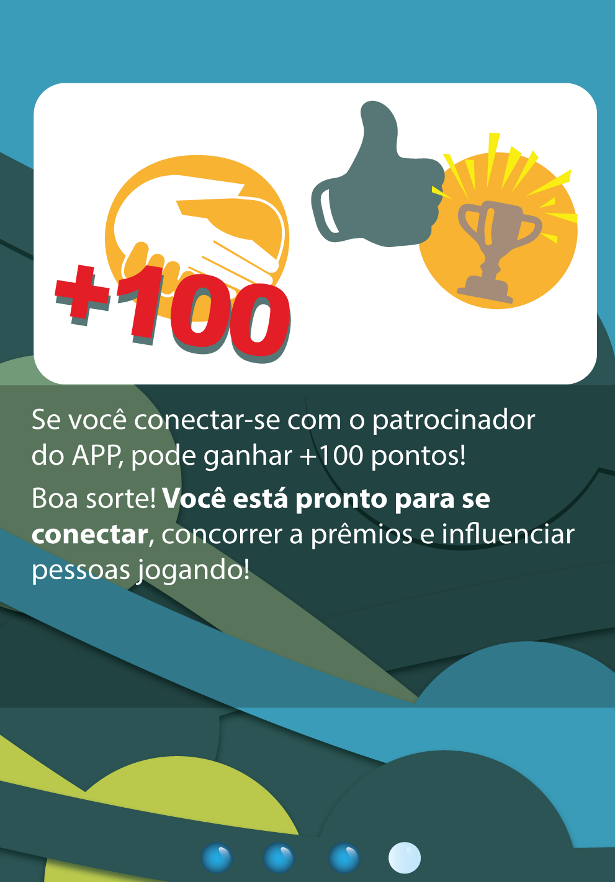 +100
Se você conectar-se com o patrocinador
do APP, pode ganhar +100 pontos!
Boa sorte! Você está pronto para se
conectar, concorrer a prêmios e influenciar
pessoas jogando!